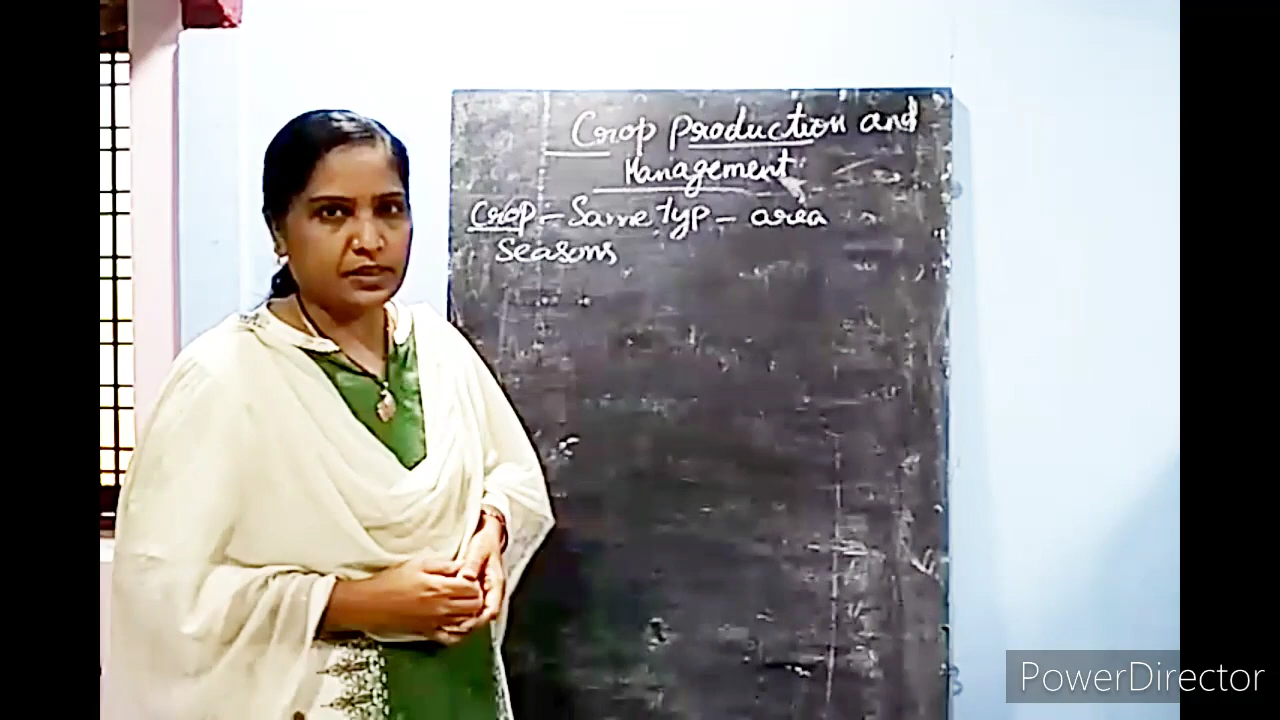 Crop Production and
Management
Crop - Same typ - area
Seasons
PowerDirector